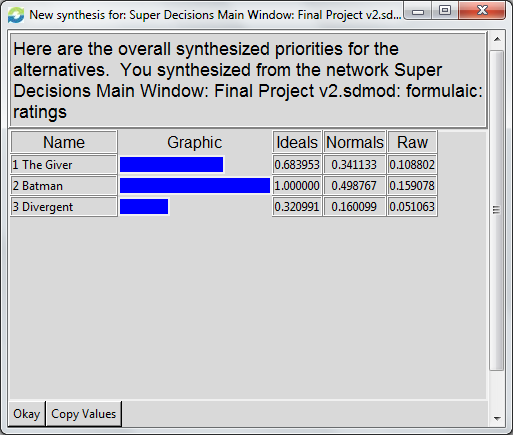 New synthesis for: Super Decisions Main Window: Final Project v2.sd...
Here are the overall synthesized priorities for the
alternatives. You synthesized from the network Super
Decisions Main Window: Final Project v2.sdmod: formulaic:
ratings
Name Graphic Ideals Normals Raw
1 The Giver 0.683953 0.341133 0.108802
2 Batman 1.000000 0.498767 0.159078
3 Divergent 0.320991 0.160099 0.051063
Okay Copy Values